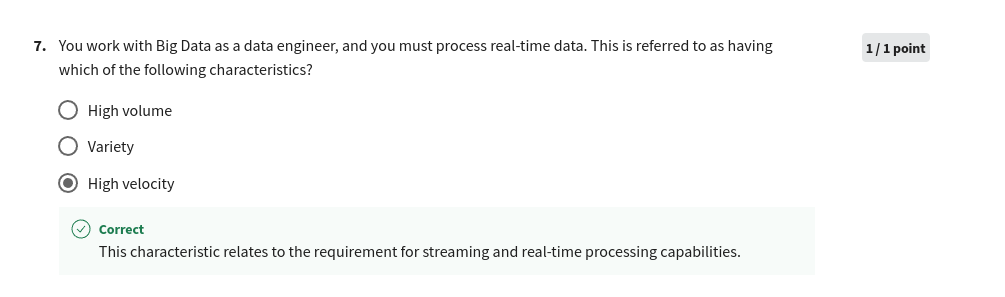 7. You work with Big Data as a data engineer, and you must process real-time data. This is referred to as having
which of the following characteristics?
1 / 1 point
High volume
Variety
High velocity
Correct
This characteristic relates to the requirement for streaming and real-time processing capabilities.